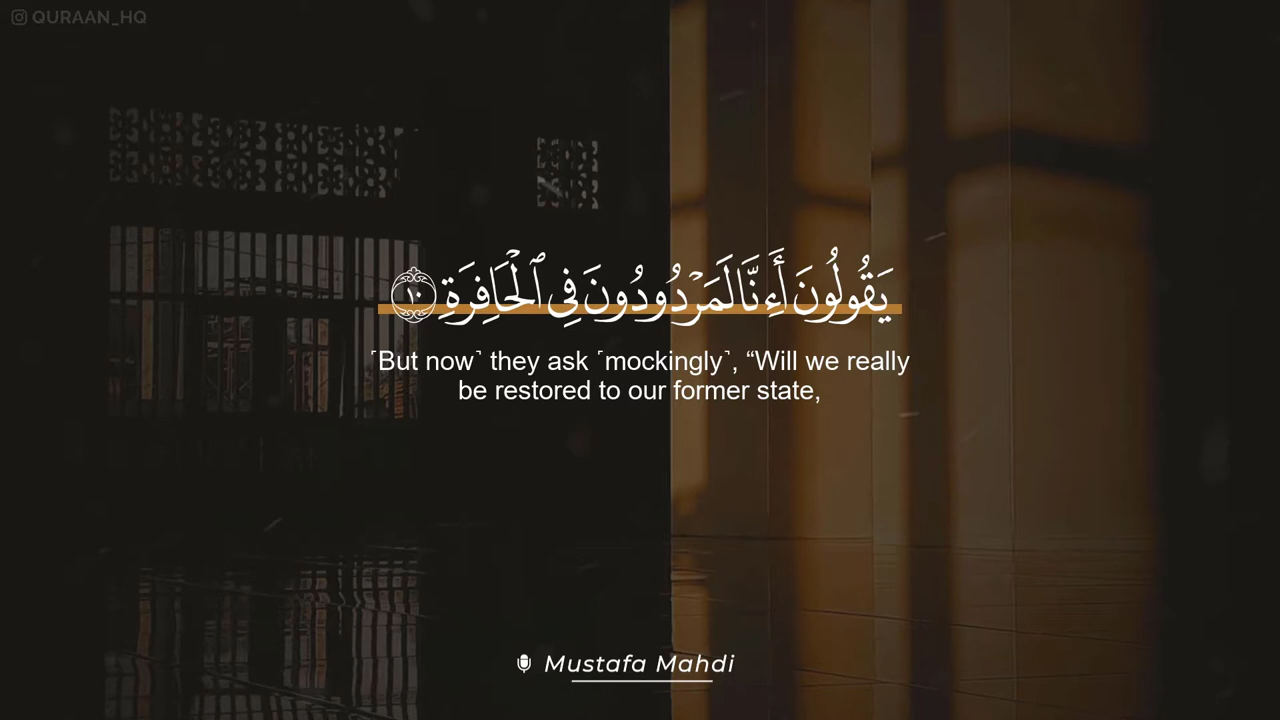 QURAAN_HQ
يَقُولُونَ أَءِنَّا لَمَرْدُودُونَ فِى ٱلْحَافِرَةِ ١٠
⸢But now⸣ they ask ⸢mockingly⸣, “Will we really
be restored to our former state,
Mustafa Mahdi